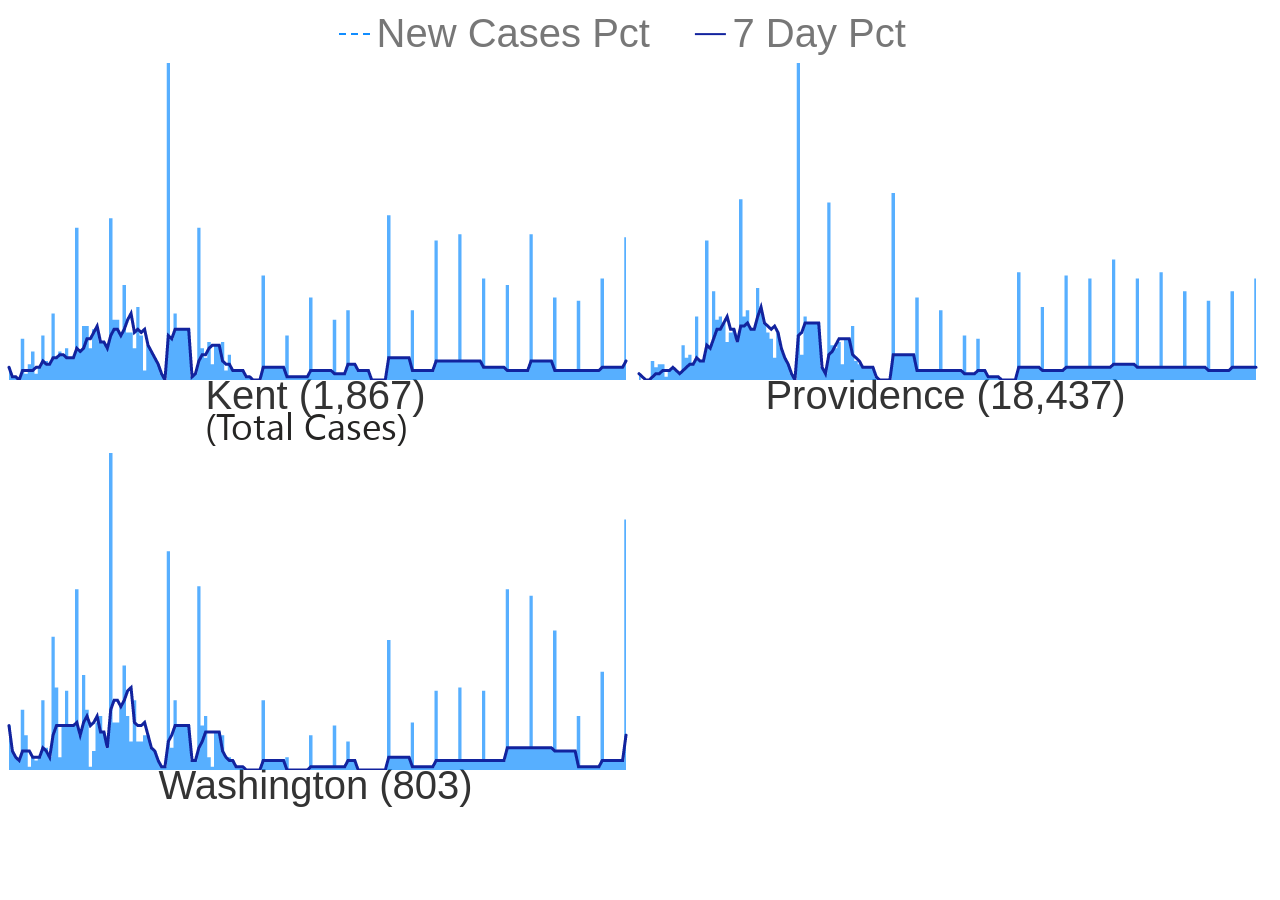 New Cases Pct 7 Day Pct
Kent (1,867)
(Total Cases)
Providence (18,437)
Washington (803)